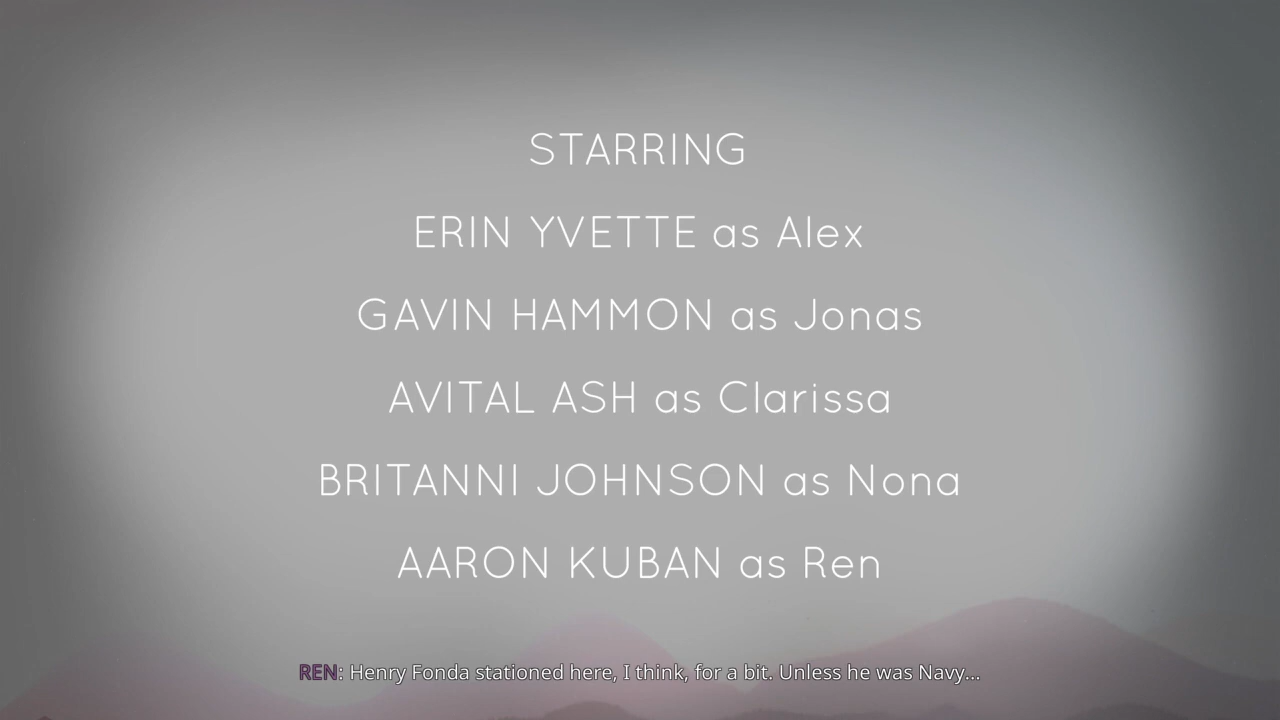 STARRING
ERIN YVETTE as Alex
GAVIN HAMMON as Jonas
AVITAL ASH as Clarissa
BRITANNI JOHNSON as Nona
AARON KUBAN as Ren
REN: Henry Fonda stationed here, I think, for a bit. Unless he was Navy...